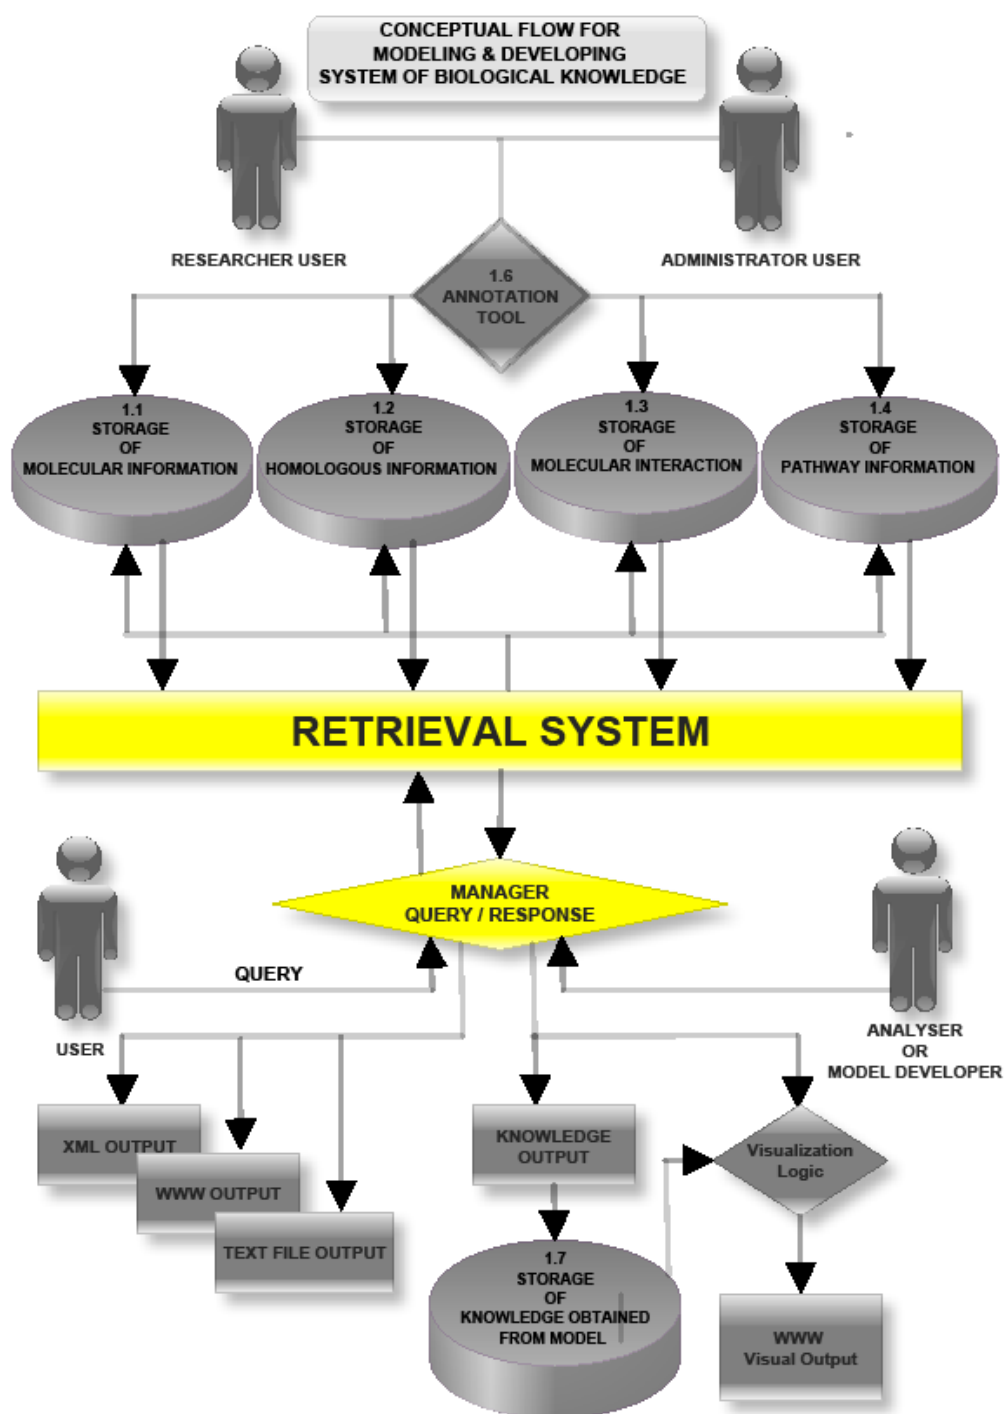 CONCEPTUAL FLOW FOR
MODELING & DEVELOPING
SYSTEM OF BIOLOGICAL KNOWLEDGE
RESEARCHER USER
ADMINISTRATOR USER
1.6
ANNOTATION
TOOL
1.1
STORAGE
OF
MOLECULAR INFORMATION
1.2
STORAGE
OF
HOMOLOGOUS INFORMATION
1.3
STORAGE
OF
MOLECULAR INTERACTION
1.4
STORAGE
OF
PATHWAY INFORMATION
RETRIEVAL SYSTEM
MANAGER
QUERY / RESPONSE
QUERY
USER
ANALYSER
OR
MODEL DEVELOPER
XML OUTPUT
WWW OUTPUT
TEXT FILE OUTPUT
KNOWLEDGE
OUTPUT
Visualization
Logic
1.7
STORAGE
OF
KNOWLEDGE OBTAINED
FROM MODEL
WWW
Visual Output